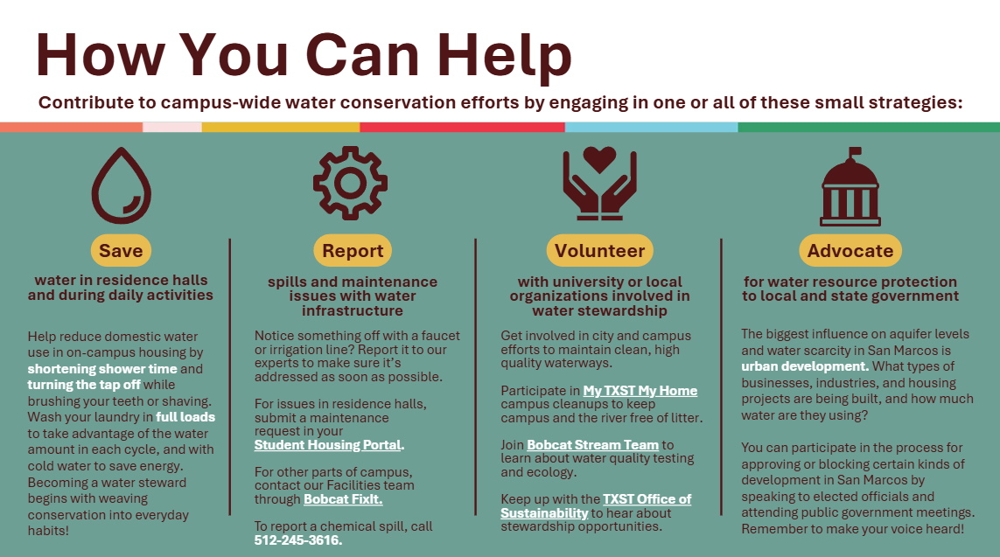 How You Can Help
Contribute to campus-wide water conservation efforts by engaging in one or all of these small strategies:
Save
water in residence halls
and during daily activities
Help reduce domestic water
use in on-campus housing by
shortening shower time and
turning the tap off while
brushing your teeth or shaving.
Wash your laundry in full loads
to take advantage of the water
amount in each cycle, and with
cold water to save energy.
Becoming a water steward
begins with weaving
conservation into everyday
habits!
Report
spills and maintenance
issues with water
infrastructure
Notice something off with a faucet
or irrigation line? Report it to our
experts to make sure it’s
addressed as soon as possible.
For issues in residence halls,
submit a maintenance
request in your
Student Housing Portal.
For other parts of campus,
contact our Facilities team
through Bobcat FixIt.
To report a chemical spill, call
512-245-3616.
Volunteer
with university or local
organizations involved in
water stewardship
Get involved in city and campus
efforts to maintain clean, high
quality waterways.
Participate in My TXST My Home
campus cleanups to keep
campus and the river free of litter.
Join Bobcat Stream Team to
learn about water quality testing
and ecology.
Keep up with the TXST Office of
Sustainability to hear about
stewardship opportunities.
Advocate
for water resource protection
to local and state government
The biggest influence on aquifer levels
and water scarcity in San Marcos is
urban development. What types of
businesses, industries, and housing
projects are being built, and how much
water are they using?
You can participate in the process for
approving or blocking certain kinds of
development in San Marcos by
speaking to elected officials and
attending public government meetings.
Remember to make your voice heard!